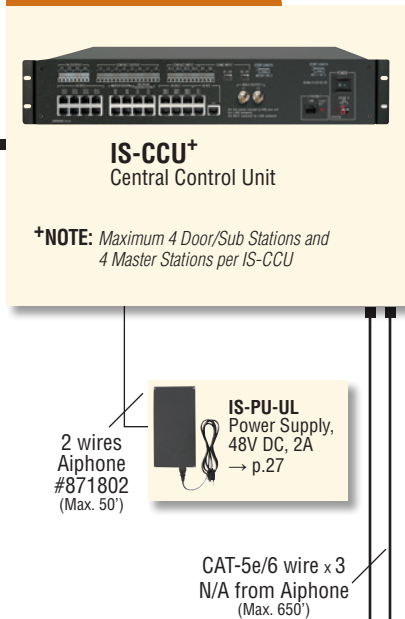 IS-CCU+
Central Control Unit
+NOTE: Maximum 4 Door/Sub Stations and
4 Master Stations per IS-CCU
IS-PU-UL
Power Supply,
48V DC, 2A
→ p.27
2 wires
Aiphone
#871802
(Max. 50')
CAT-5e/6 wire x 3
N/A from Aiphone
(Max. 650')